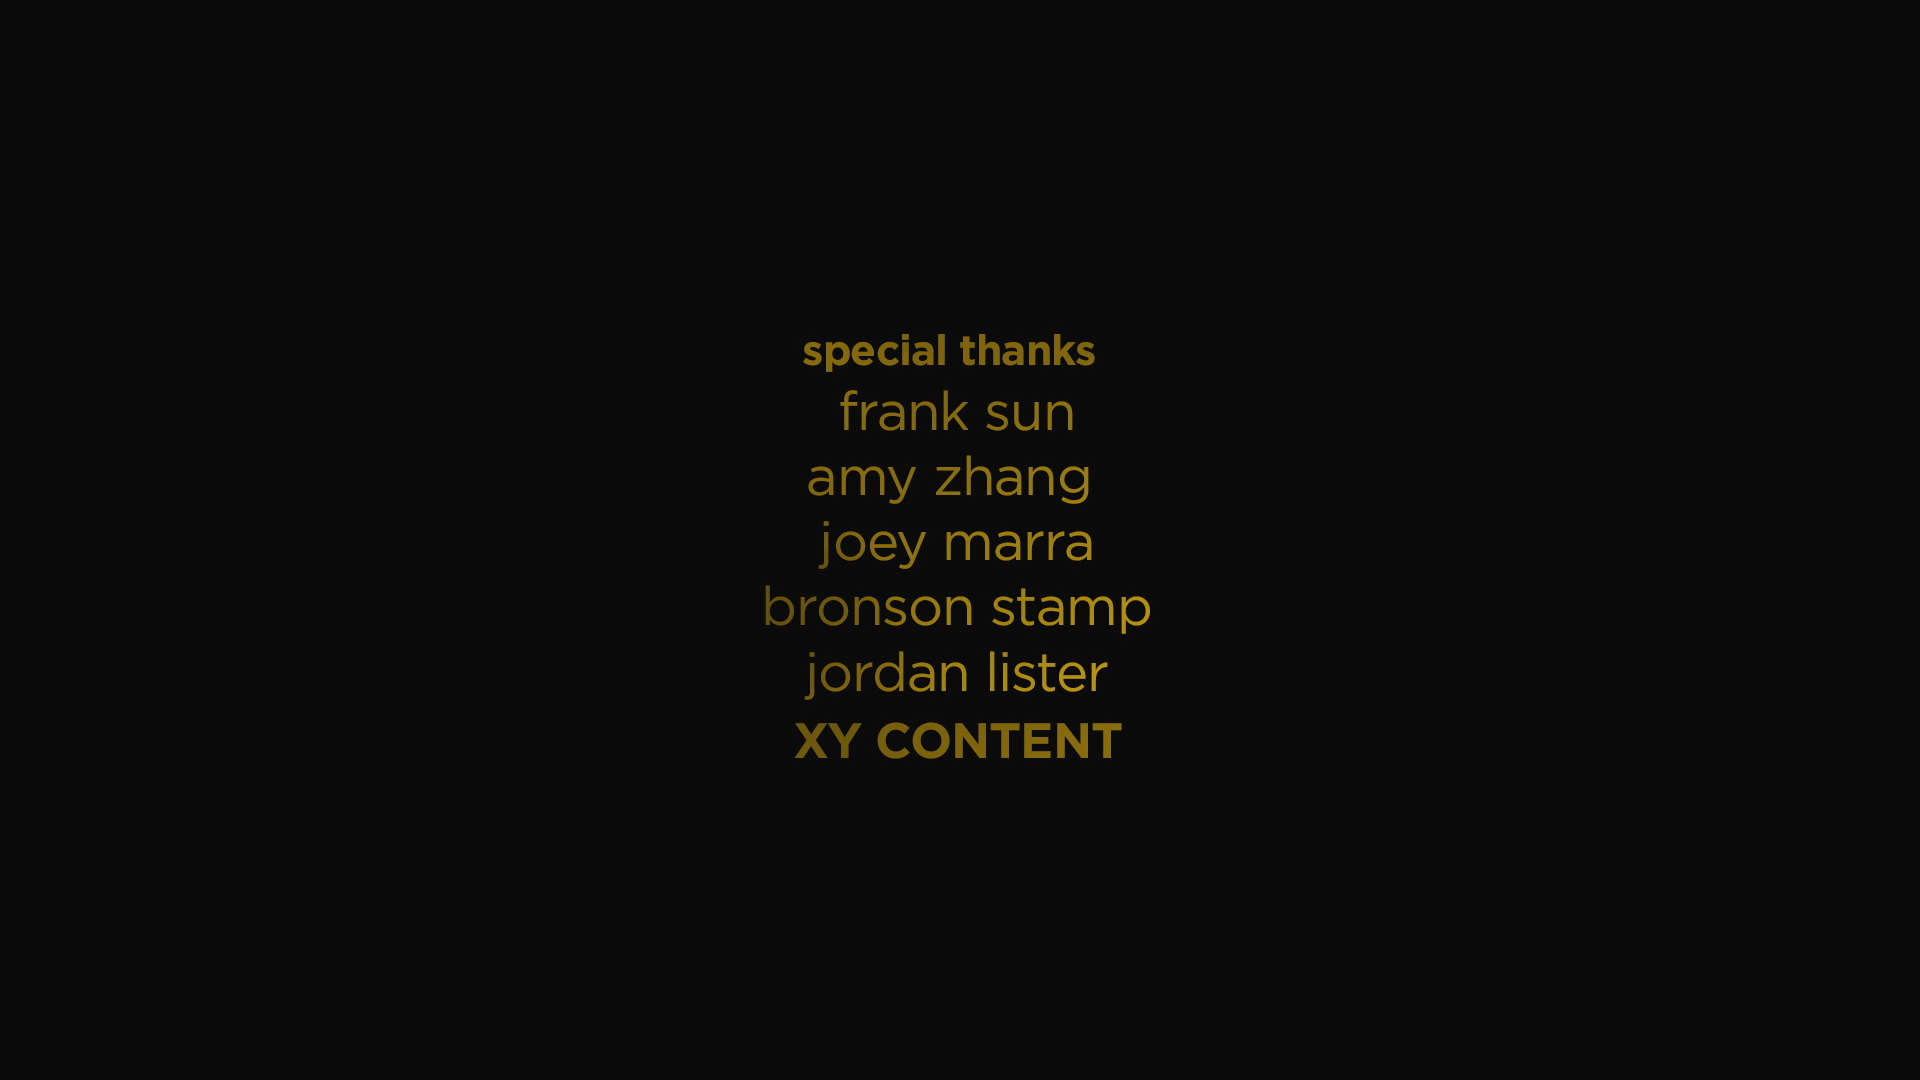 special thanks
frank sun
amy zhang
joey marra
bronson stamp
jordan lister
XY CONTENT